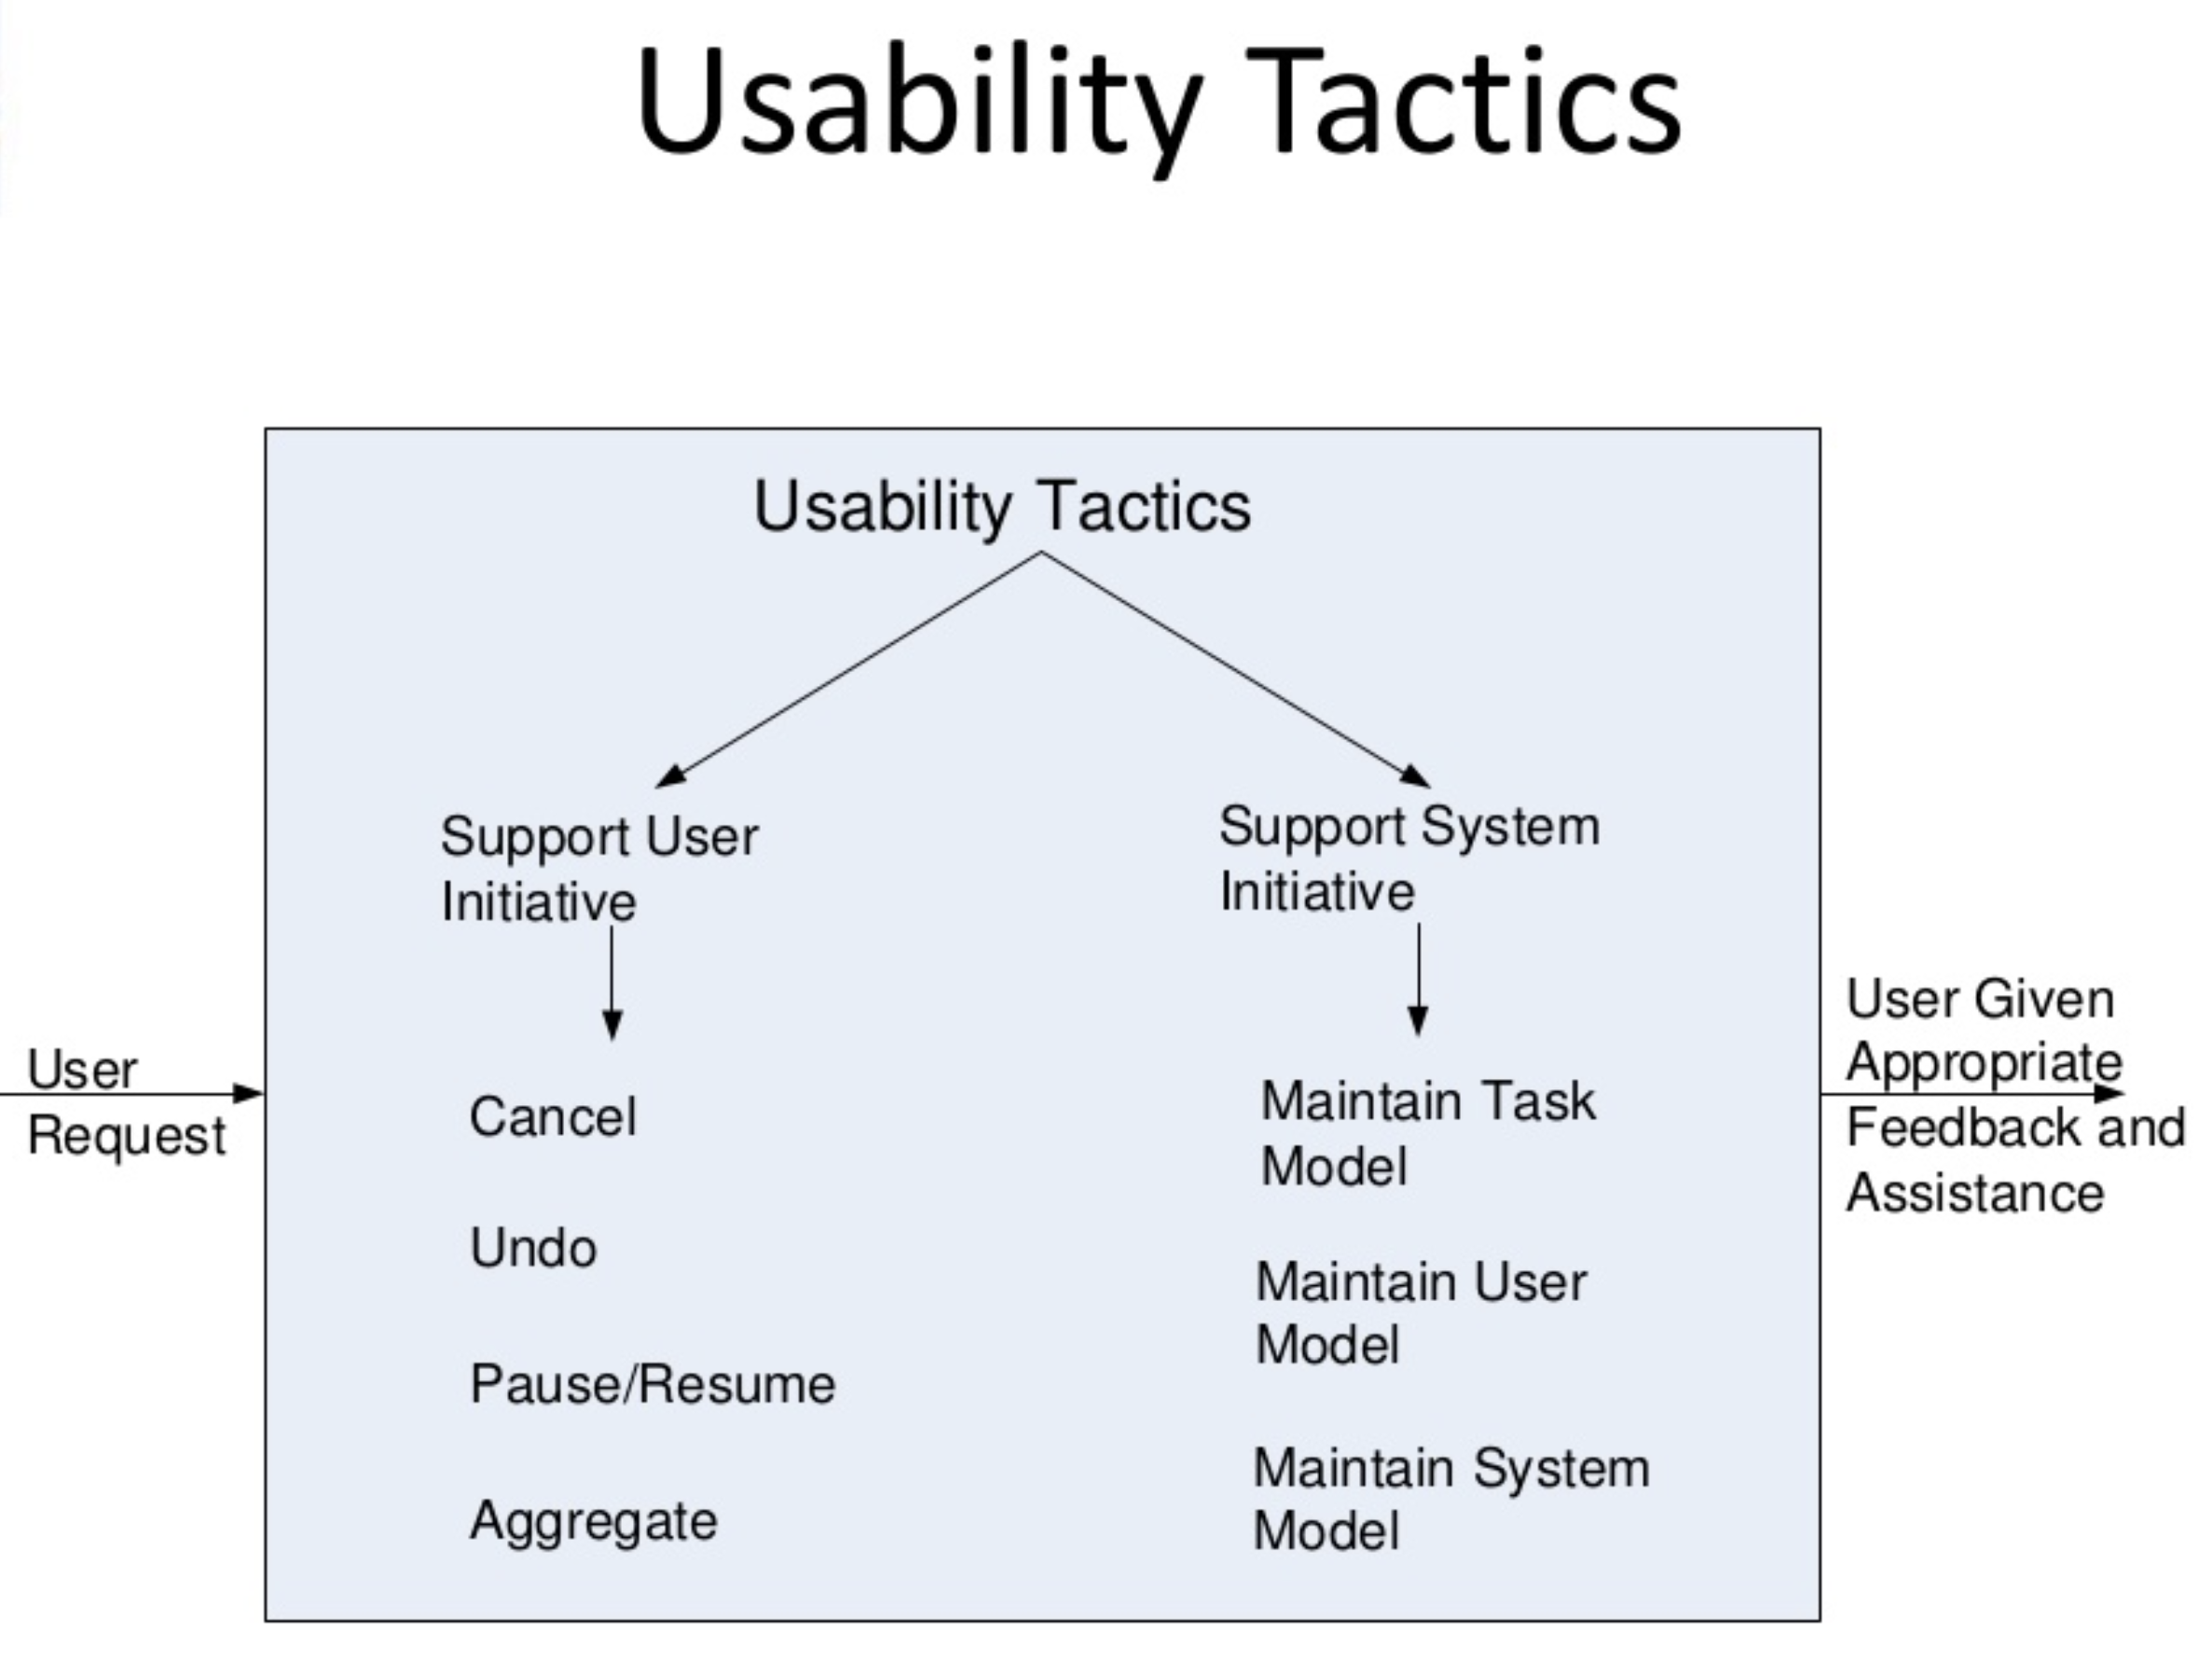 Usability Tactics
Usability Tactics
Support User
Initiative
Support System
Initiative
User
Request
Cancel
Undo
Pause/Resume
Aggregate
Maintain Task
Model
Maintain User
Model
Maintain System
Model
User Given
Appropriate
Feedback and
Assistance